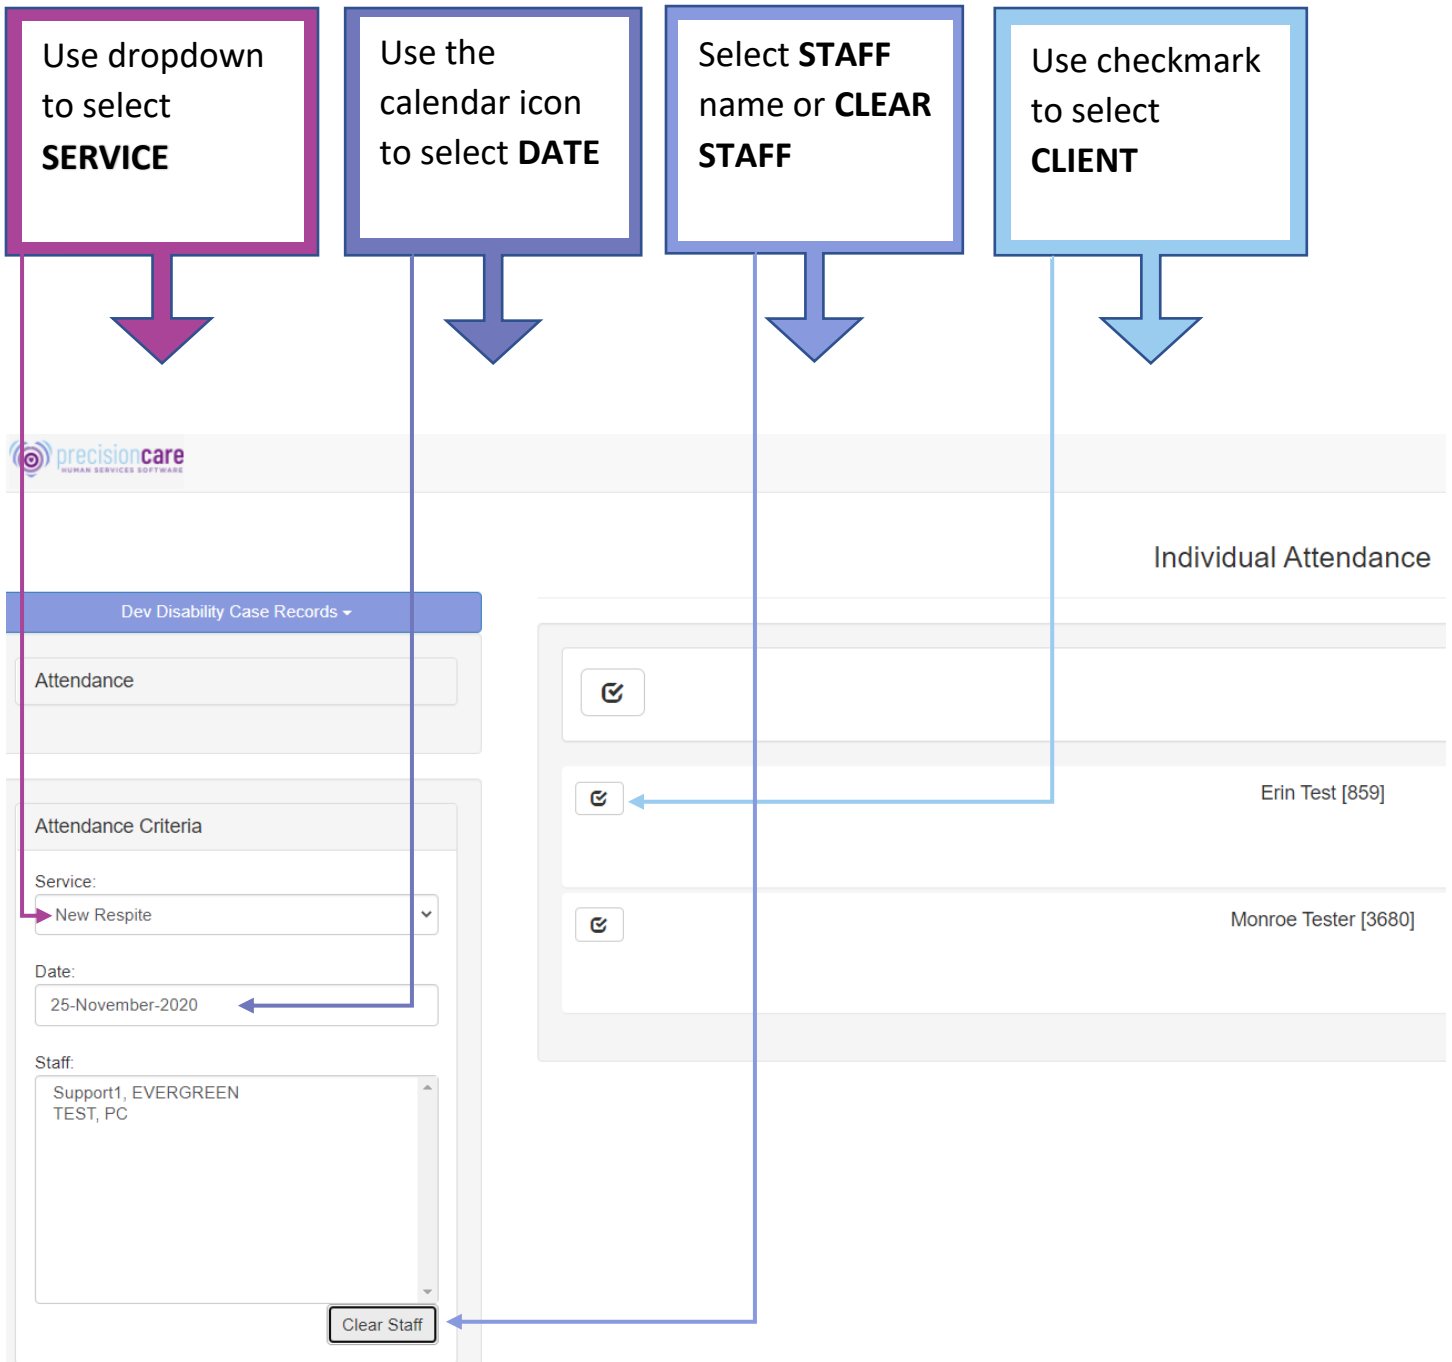 Use dropdown
to select
SERVICE
Use the
calendar icon
to select DATE
Select STAFF
name or CLEAR
STAFF
Use checkmark
to select
CLIENT
precisioncare
HUMAN SERVICES SOFTWARE
Individual Attendance
Dev Disability Case Records
Attendance
Attendance Criteria
Service:
New Respite
Date:
25-November-2020
Staff:
Support1, EVERGREEN
TEST, PC
Clear Staff
Erin Test [859]
Monroe Tester [3680]